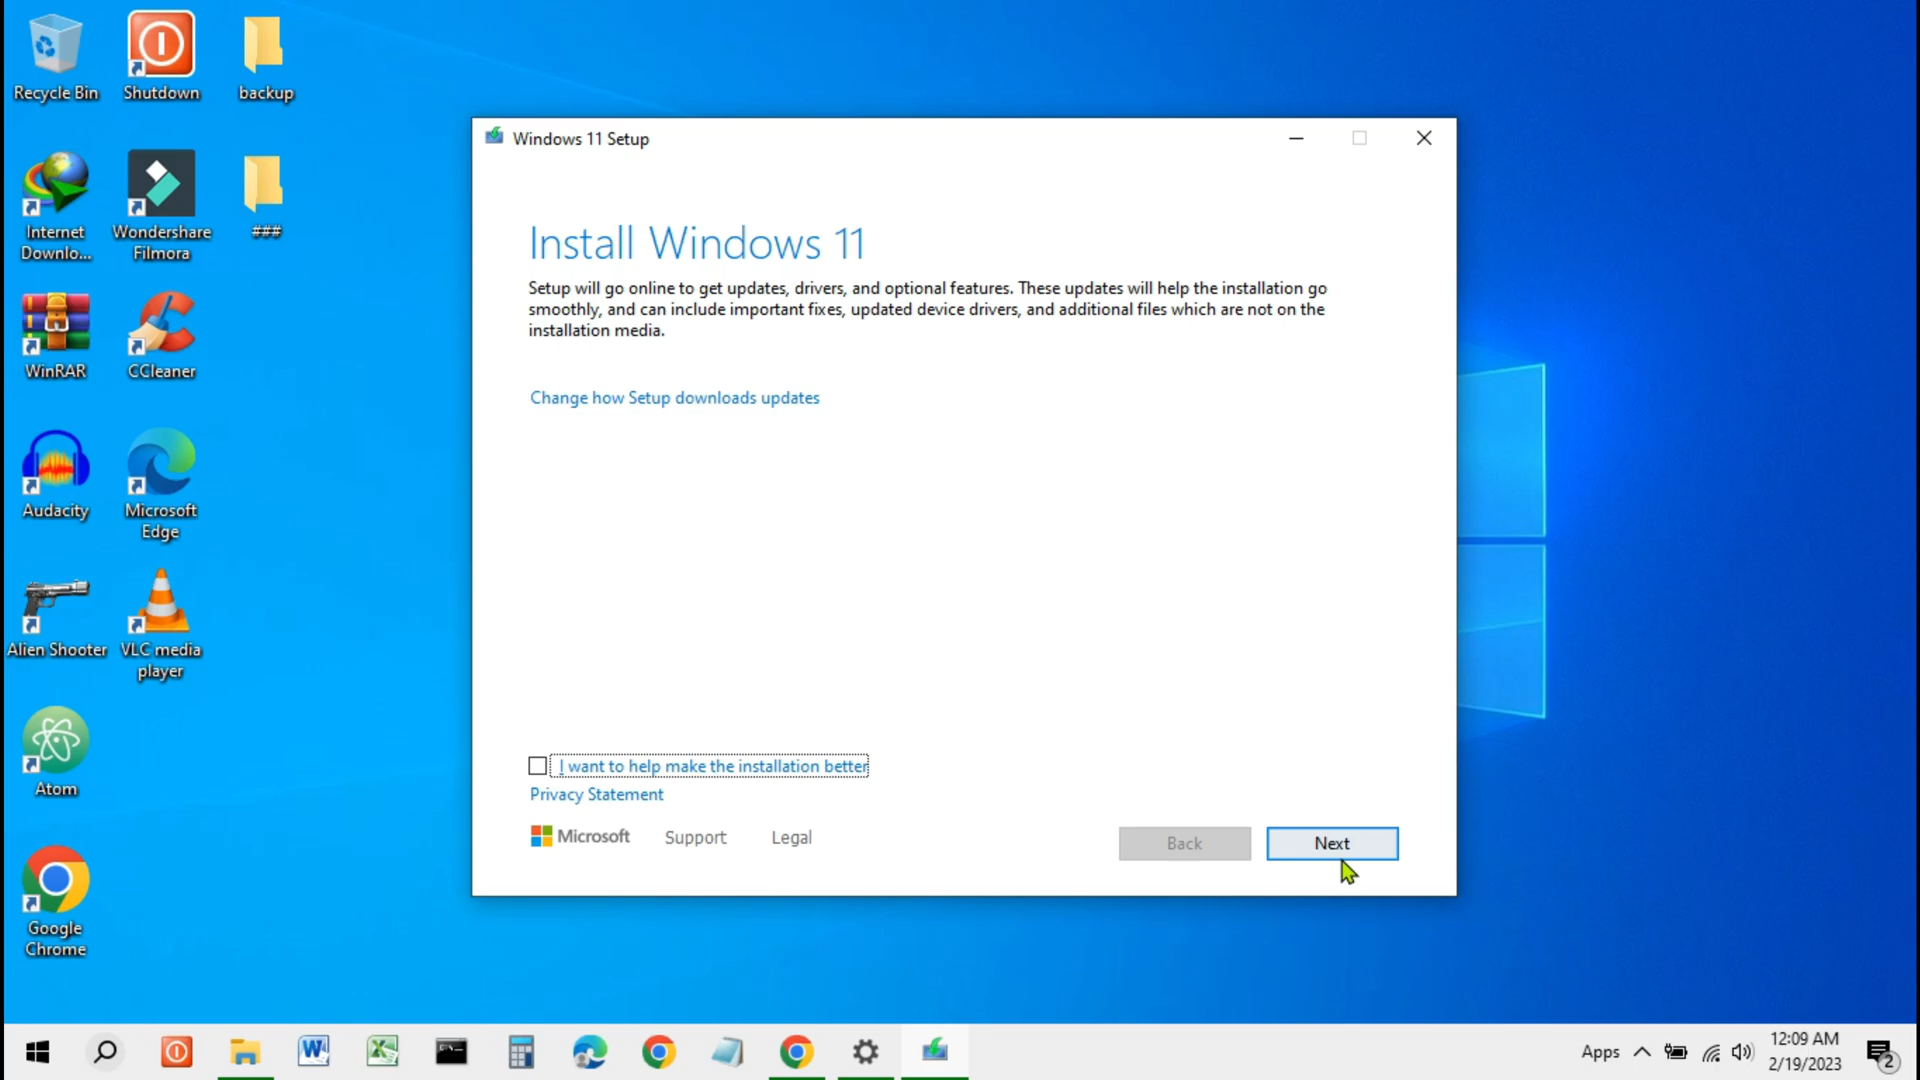 Recycle Bin
Shutdown
backup
Internet
Downlo...
Wondershare
Filmora
###
WinRAR
CCleaner
Audacity
Microsoft
Edge
Alien Shooter
VLC media
player
Atom
Google
Chrome
Windows 11 Setup
Install Windows 11
Setup will go online to get updates, drivers, and optional features. These updates will help the installation go
smoothly, and can include important fixes, updated device drivers, and additional files which are not on the
installation media.
Change how Setup downloads updates
I want to help make the installation better
Privacy Statement
Microsoft
Support
Legal
Back
Next
Apps
12:09 AM
2/19/2023
2